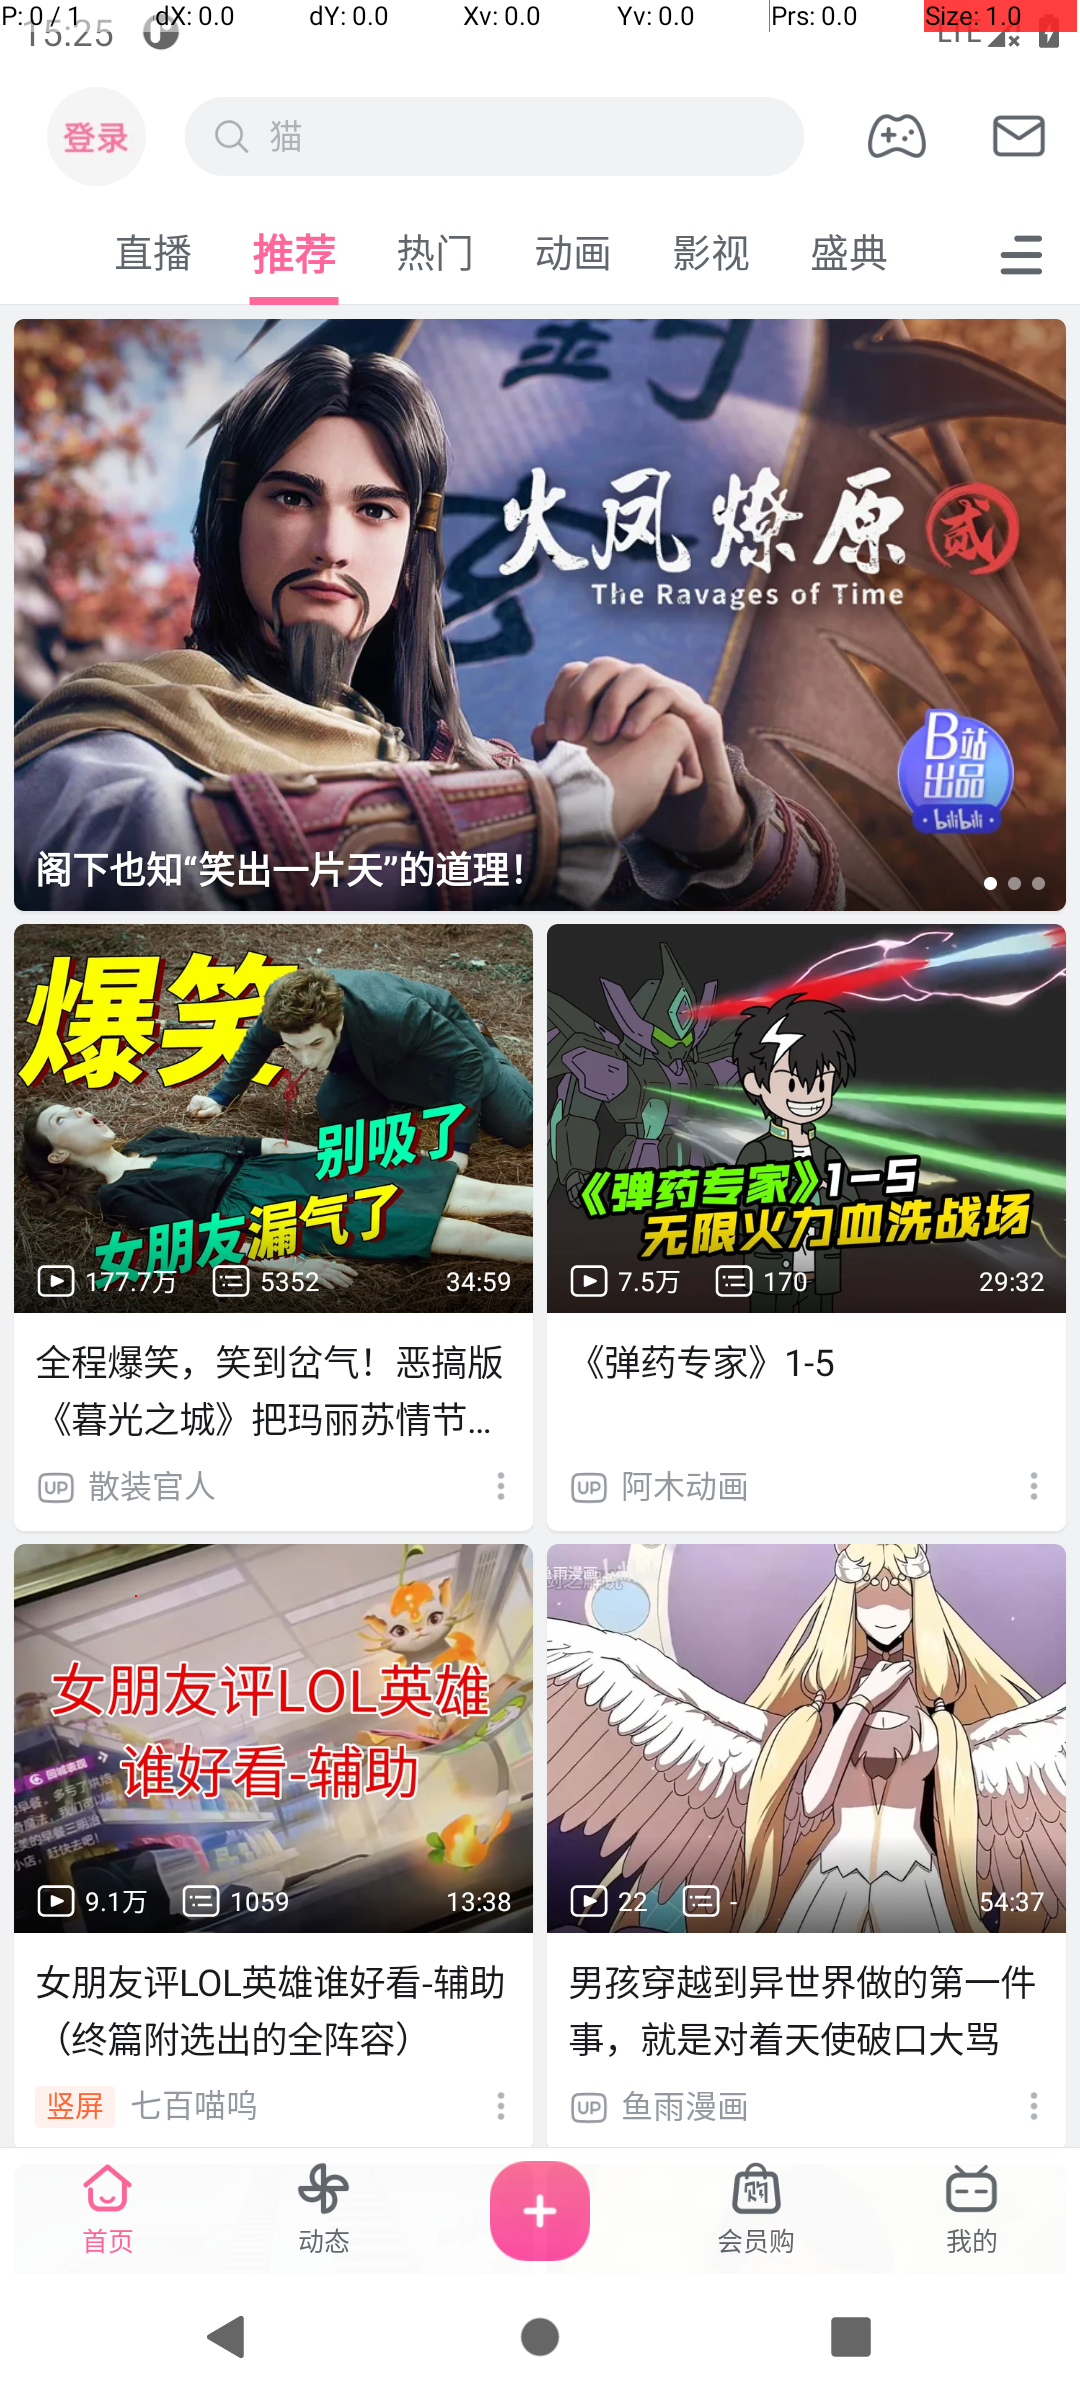 P: 0 / 1 dX: 0.0 dY: 0.0 Xv: 0.0 Yv: 0.0 Prs: 0.0 Size: 1.0
15:25 LTE
登录 猫
直播 推荐 热门 动画 影视 盛典
火凤燎原 贰
The Ravages of Time
B站
出品
bilibili
阁下也知“笑出一片天”的道理！
爆笑
别吸了
女朋友漏气了
177.7万 5352 34:59
《弹药专家》1-5
无限火力血洗战场
7.5万 170 29:32
全程爆笑，笑到岔气！恶搞版
《暮光之城》把玛丽苏情节...
UP 散装官人
《弹药专家》1-5
UP 阿木动画
女朋友评LOL英雄
谁好看-辅助
9.1万 1059 13:38
鱼雨漫画
22 - 54:37
女朋友评LOL英雄谁好看-辅助
（终篇附选出的全阵容）
竖屏 七百喵呜
男孩穿越到异世界做的第一件
事，就是对着天使破口大骂
UP 鱼雨漫画
首页 动态 会员购 我的